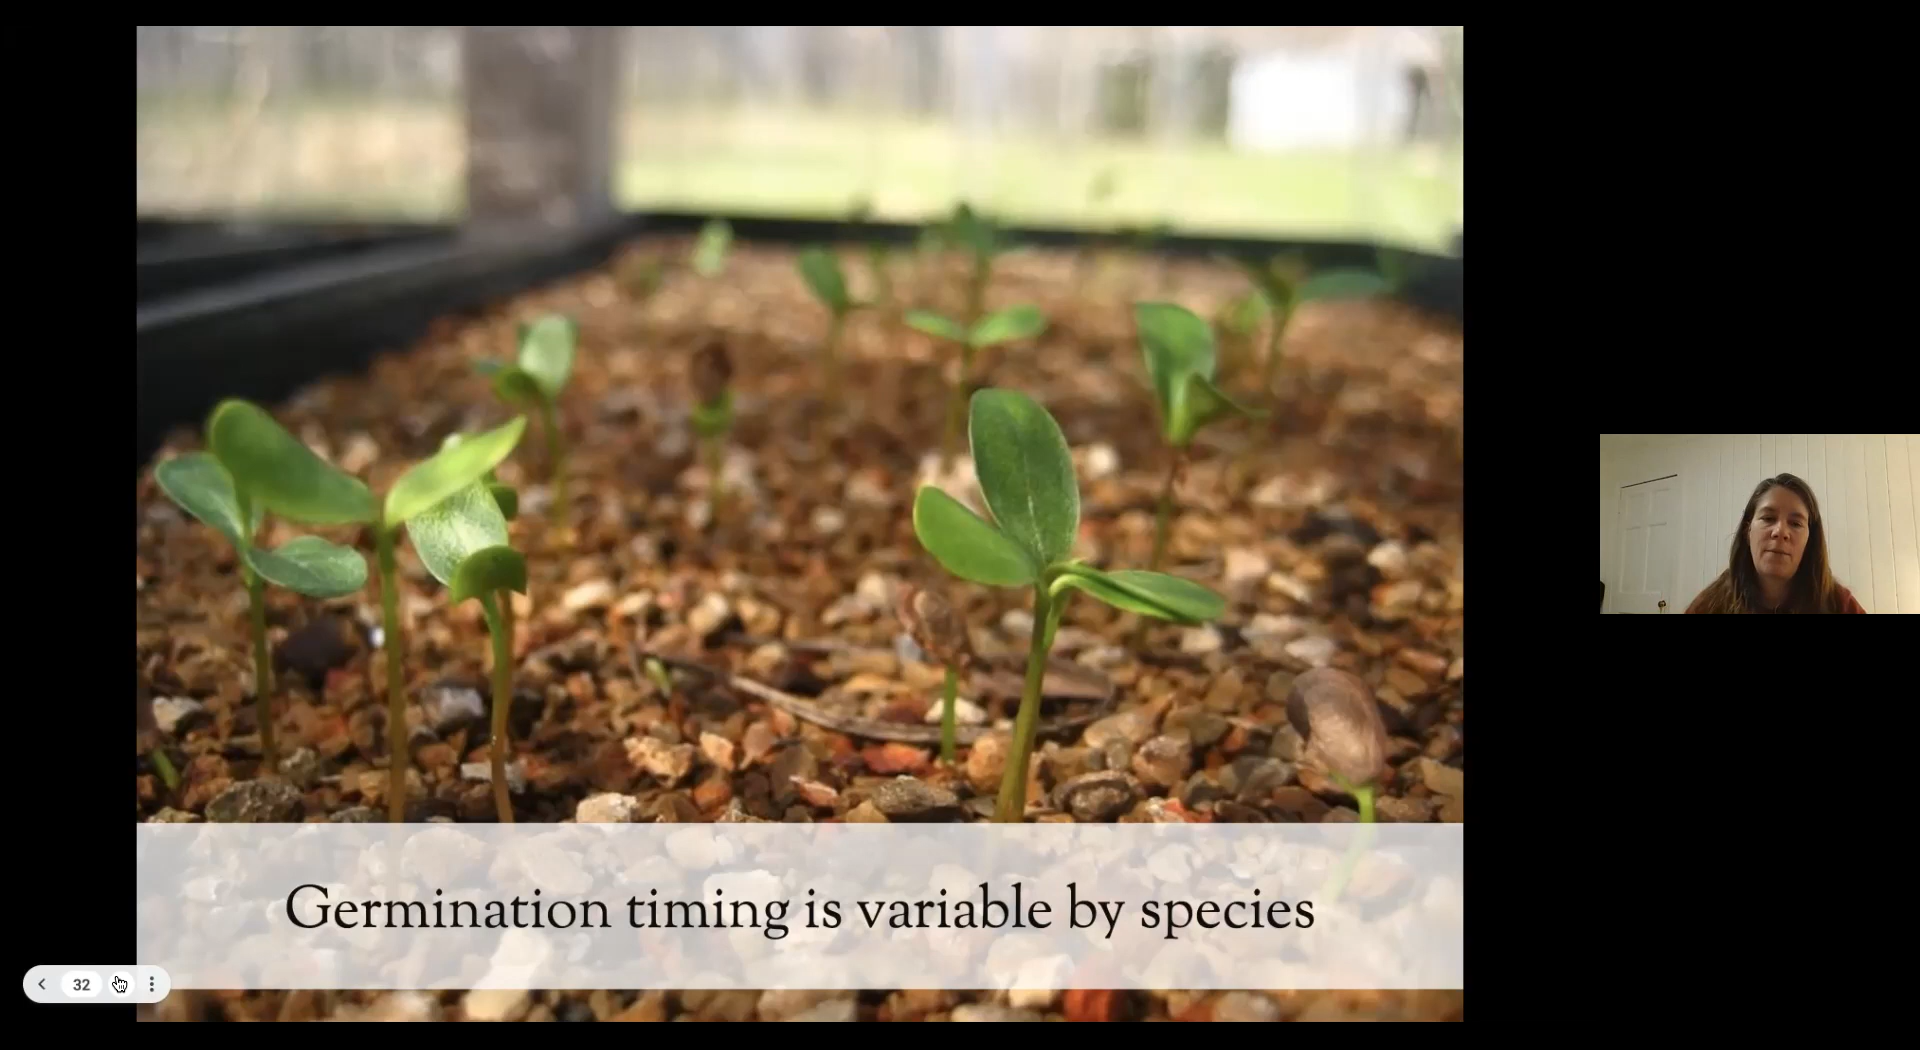 Germination timing is variable by species
32